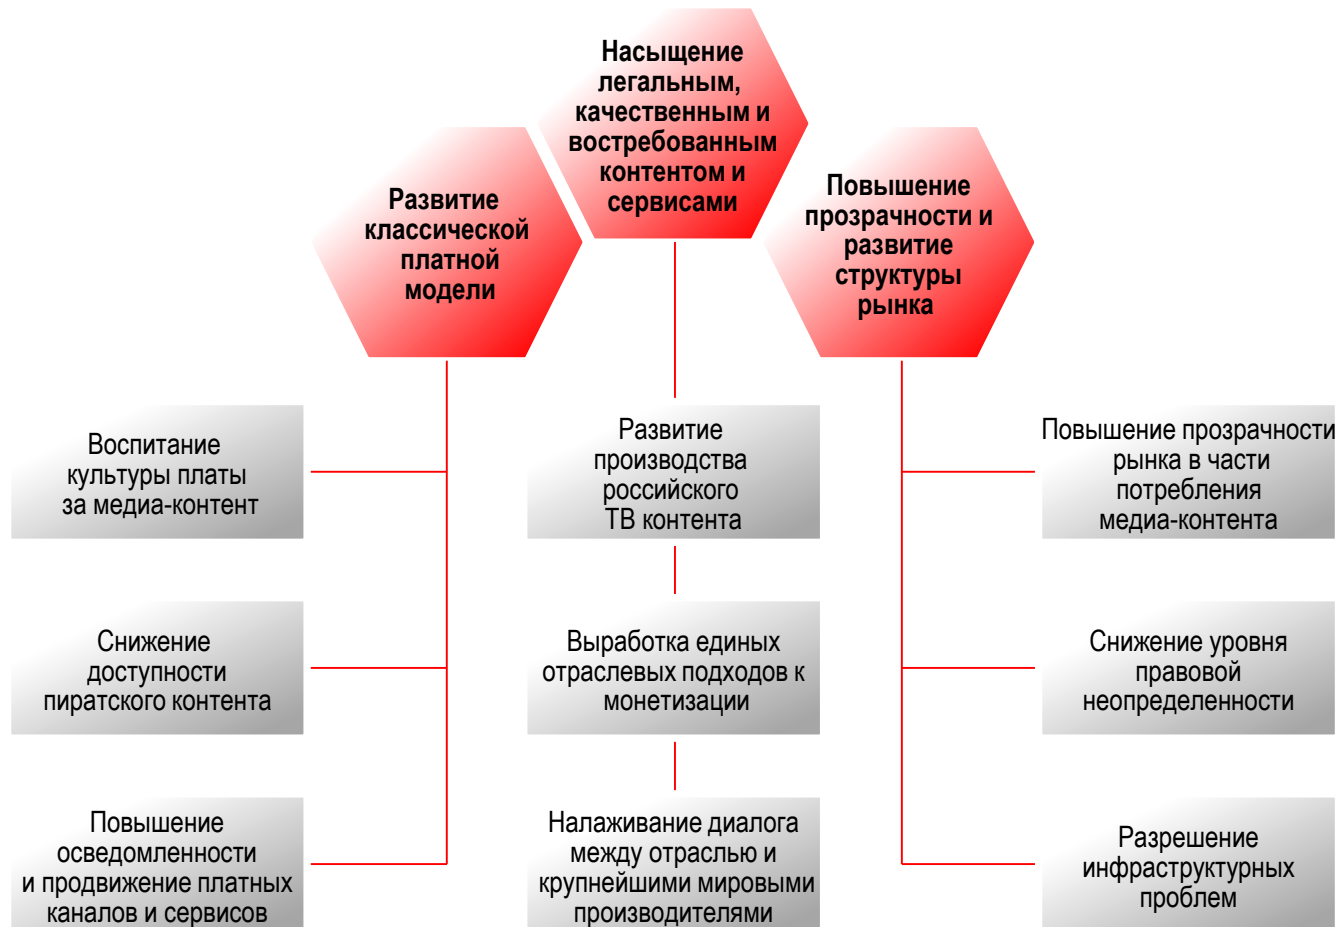 Насыщение
легальным,
качественным и
востребованным
контентом и
сервисами
Развитие
классической
платной
модели
Повышение
прозрачности и
развитие
структуры
рынка
Воспитание
культуры платы
за медиа-контент
Снижение
доступности
пиратского контента
Повышение
осведомленности
и продвижение платных
каналов и сервисов
Развитие
производства
российского
ТВ контента
Выработка единых
отраслевых подходов к
монетизации
Налаживание диалога
между отраслью и
крупнейшими мировыми
производителями
Повышение прозрачности
рынка в части
потребления
медиа-контента
Снижение уровня
правовой
неопределенности
Разрешение
инфраструктурных
проблем